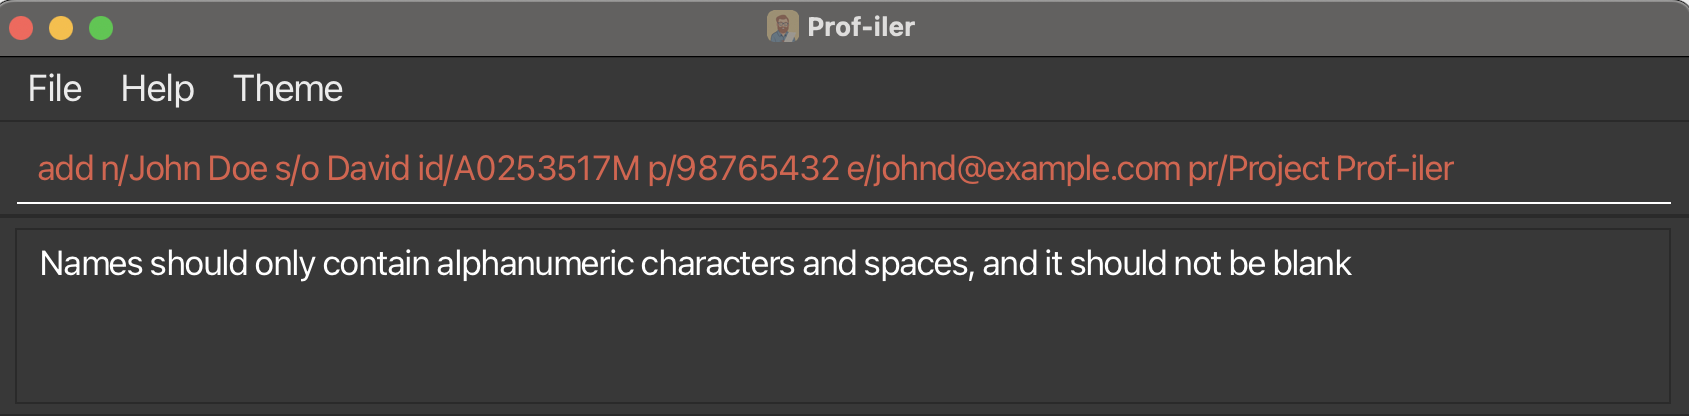 Prof-iler
File Help Theme
add n/John Doe s/o David id/A0253517M p/98765432 e/johnd@example.com pr/Project Prof-iler
Names should only contain alphanumeric characters and spaces, and it should not be blank